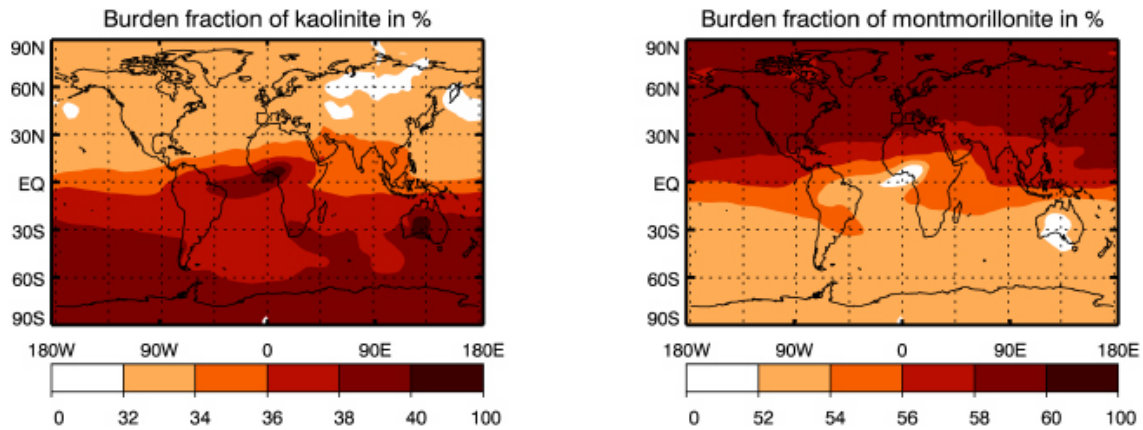 Burden fraction of kaolinite in %
90N
60N
30N
EQ
30S
60S
90S
180W 90W 0 90E 180E
0 32 34 36 38 40 100
Burden fraction of montmorillonite in %
90N
60N
30N
EQ
30S
60S
90S
180W 90W 0 90E 180E
0 52 54 56 58 60 100